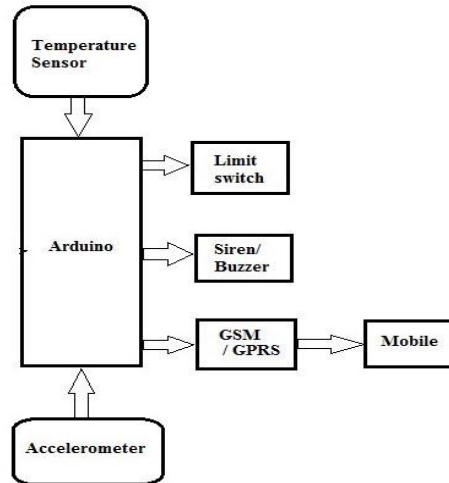 Temperature
Sensor
Limit
switch
Arduino
Siren/
Buzzer
GSM
/ GPRS
Mobile
Accelerometer